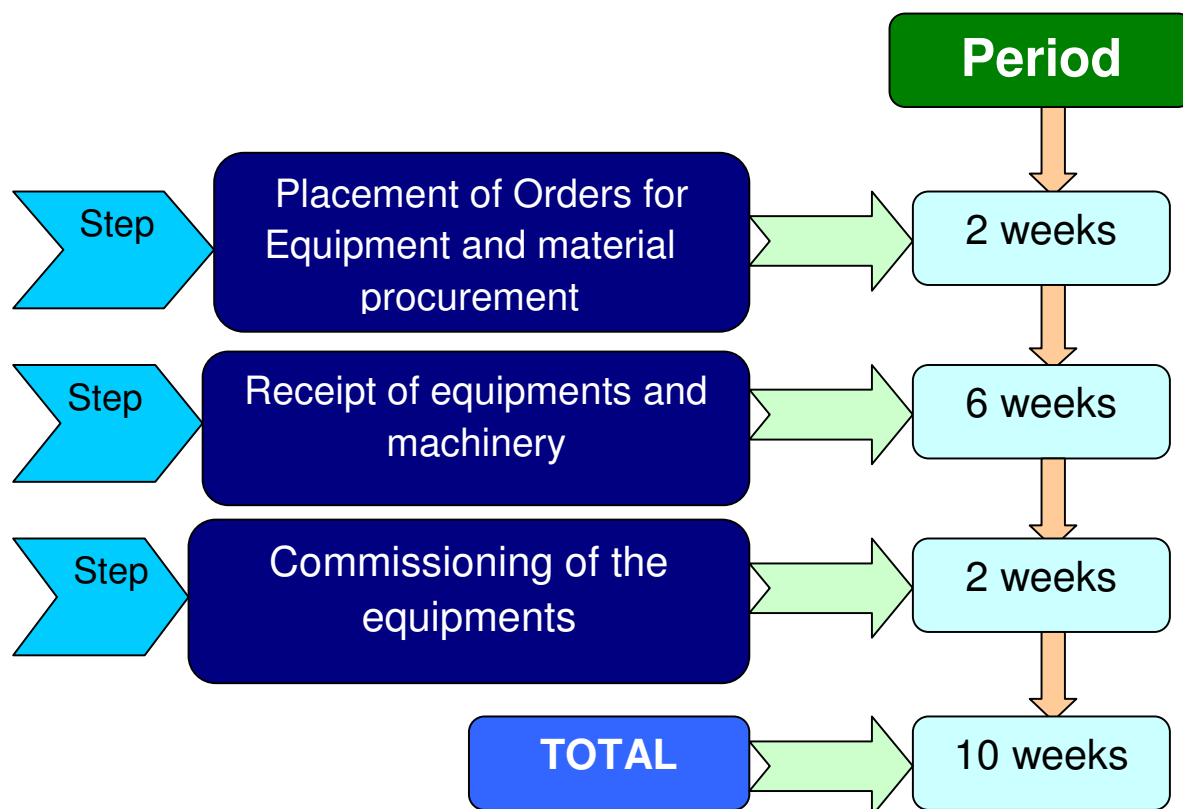 Period
Step
Placement of Orders for
Equipment and material
procurement
2 weeks
Step
Receipt of equipments and
machinery
6 weeks
Step
Commissioning of the
equipments
2 weeks
TOTAL
10 weeks